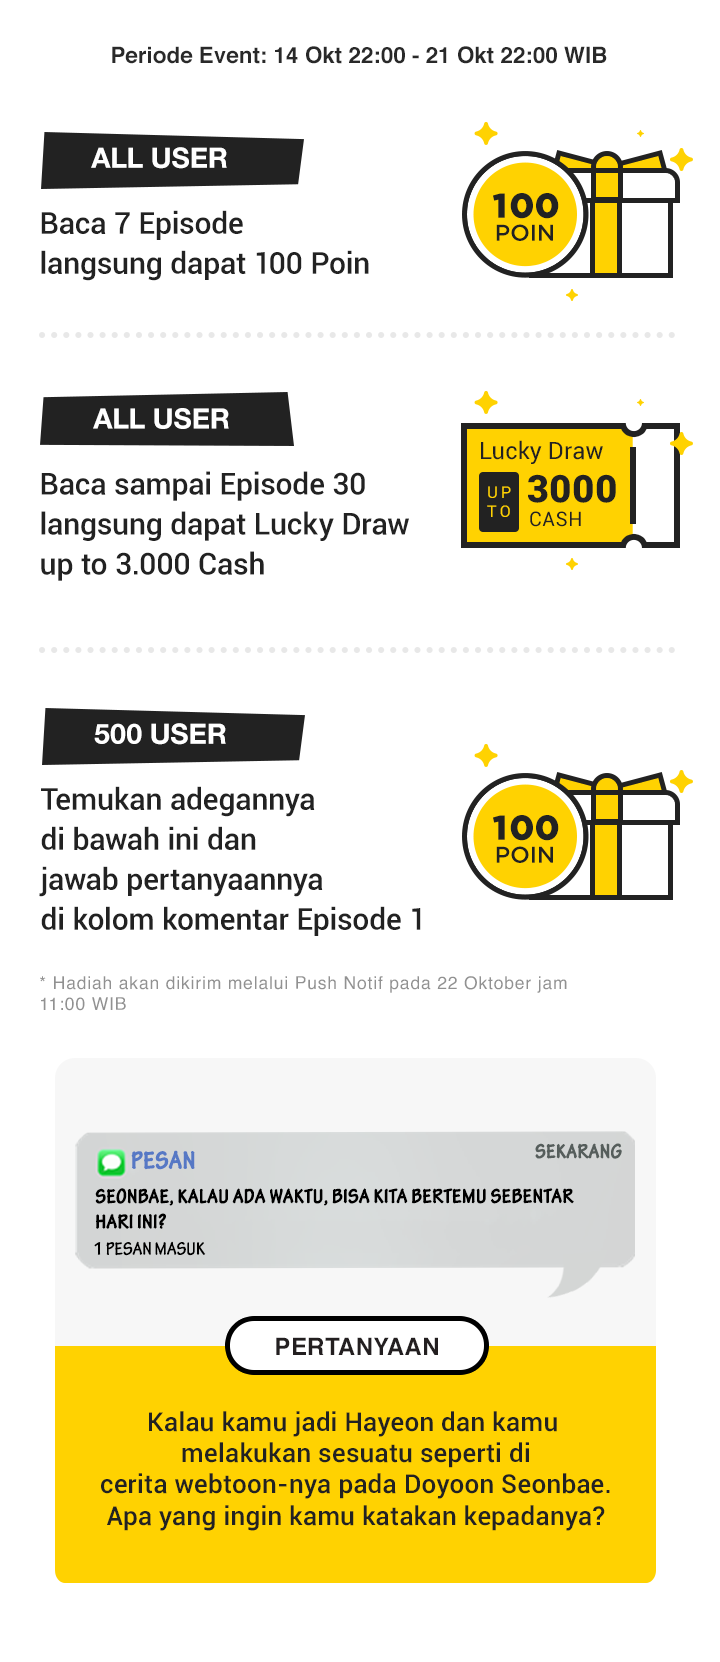 Periode Event: 14 Okt 22:00 - 21 Okt 22:00 WIB
ALL USER
Baca 7 Episode
langsung dapat 100 Poin
100
POIN
ALL USER
Baca sampai Episode 30
langsung dapat Lucky Draw
up to 3.000 Cash
Lucky Draw
UP
TO
3000
CASH
500 USER
Temukan adegannya
di bawah ini dan
jawab pertanyaannya
di kolom komentar Episode 1
100
POIN
* Hadiah akan dikirim melalui Push Notif pada 22 Oktober jam
11:00 WIB
PESAN
SEKARANG
SEONBAE, KALAU ADA WAKTU, BISA KITA BERTEMU SEBENTAR
HARI INI?
1 PESAN MASUK
PERTANYAAN
Kalau kamu jadi Hayeon dan kamu
melakukan sesuatu seperti di
cerita webtoon-nya pada Doyoon Seonbae.
Apa yang ingin kamu katakan kepadanya?